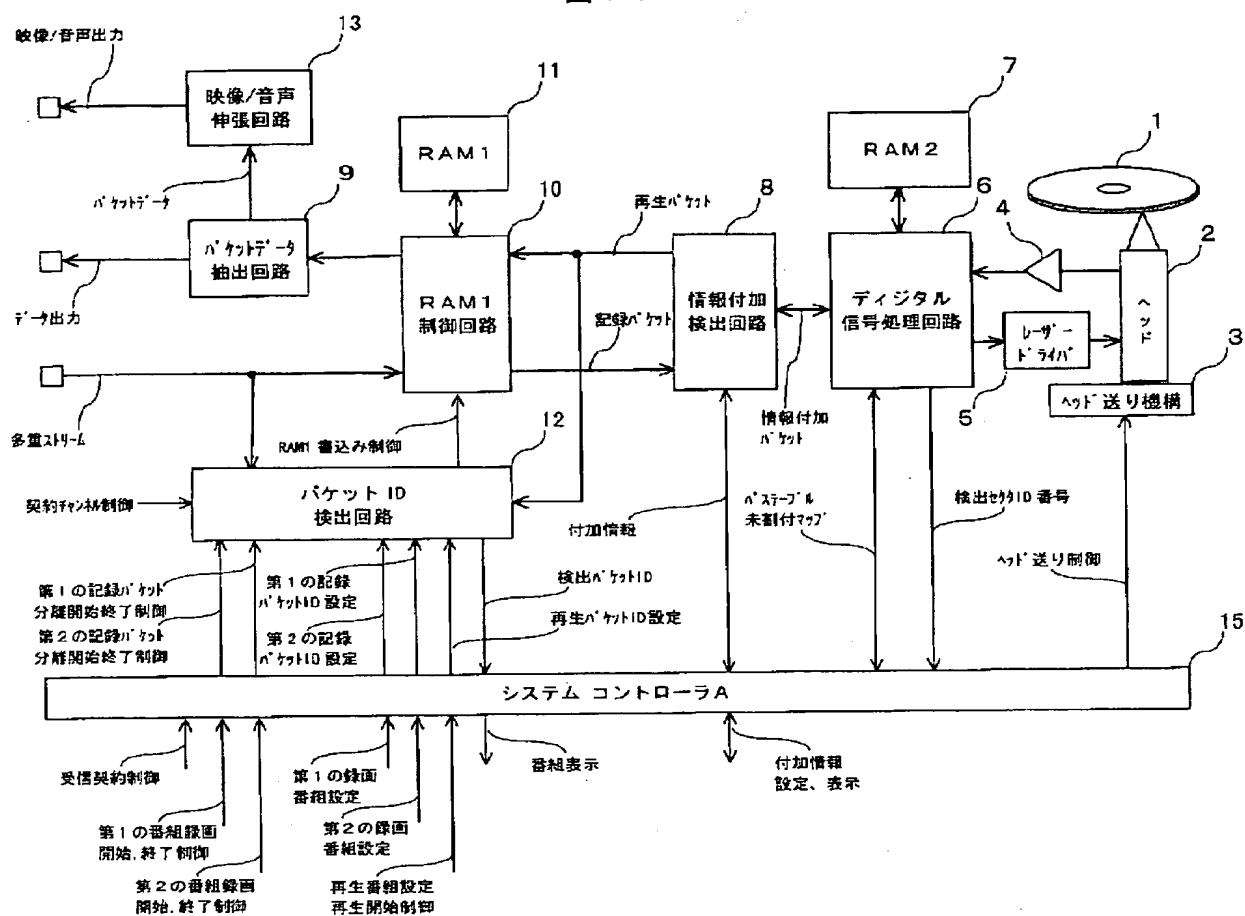 映像/音声出力
13
11
7
1
映像/音声
伸張回路
RAM1
RAM2
パケットデータ
9
10
再生パケット
8
6
4
2
パケットデータ
抽出回路
RAM1
制御回路
情報付加
検出回路
ディジタル
信号処理回路
ヘッド
データ出力
記録パケット
レーザー
ドライバ
3
5
ヘッド送り機構
多重ストリーム
RAM1 書込み制御
12
情報付加
パケット
契約チャンネル制御
パケット ID
検出回路
付加情報
パステーブル
未割付マップ
検出セクタID番号
ヘッド送り制御
第1の記録パケット
分離開始終了制御
第2の記録パケット
分離開始終了制御
第1の記録
パケットID設定
第2の記録
パケットID設定
検出パケットID
再生パケットID設定
15
システム コントローラA
受信契約制御
第1の番組録画
開始.終了制御
第2の番組録画
開始.終了制御
第1の録画
番組設定
第2の録画
番組設定
再生番組設定
再生開始制御
番組表示
付加情報
設定、表示